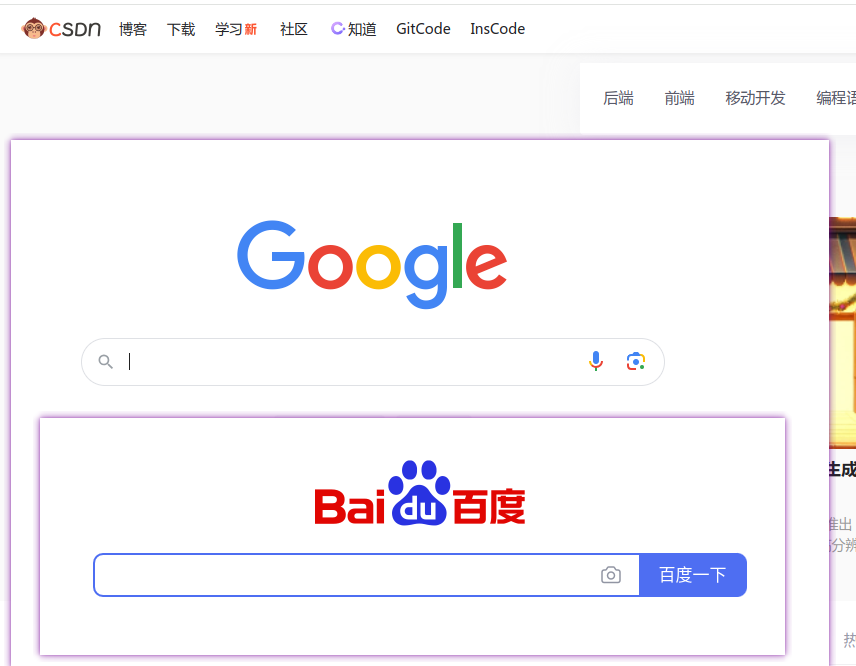 CSDN 博客 下载 学习新 社区 知道 GitCode InsCode
后端 前端 移动开发 编程语
Google
Bai du 百度
百度一下
生成
推出
分辨
热